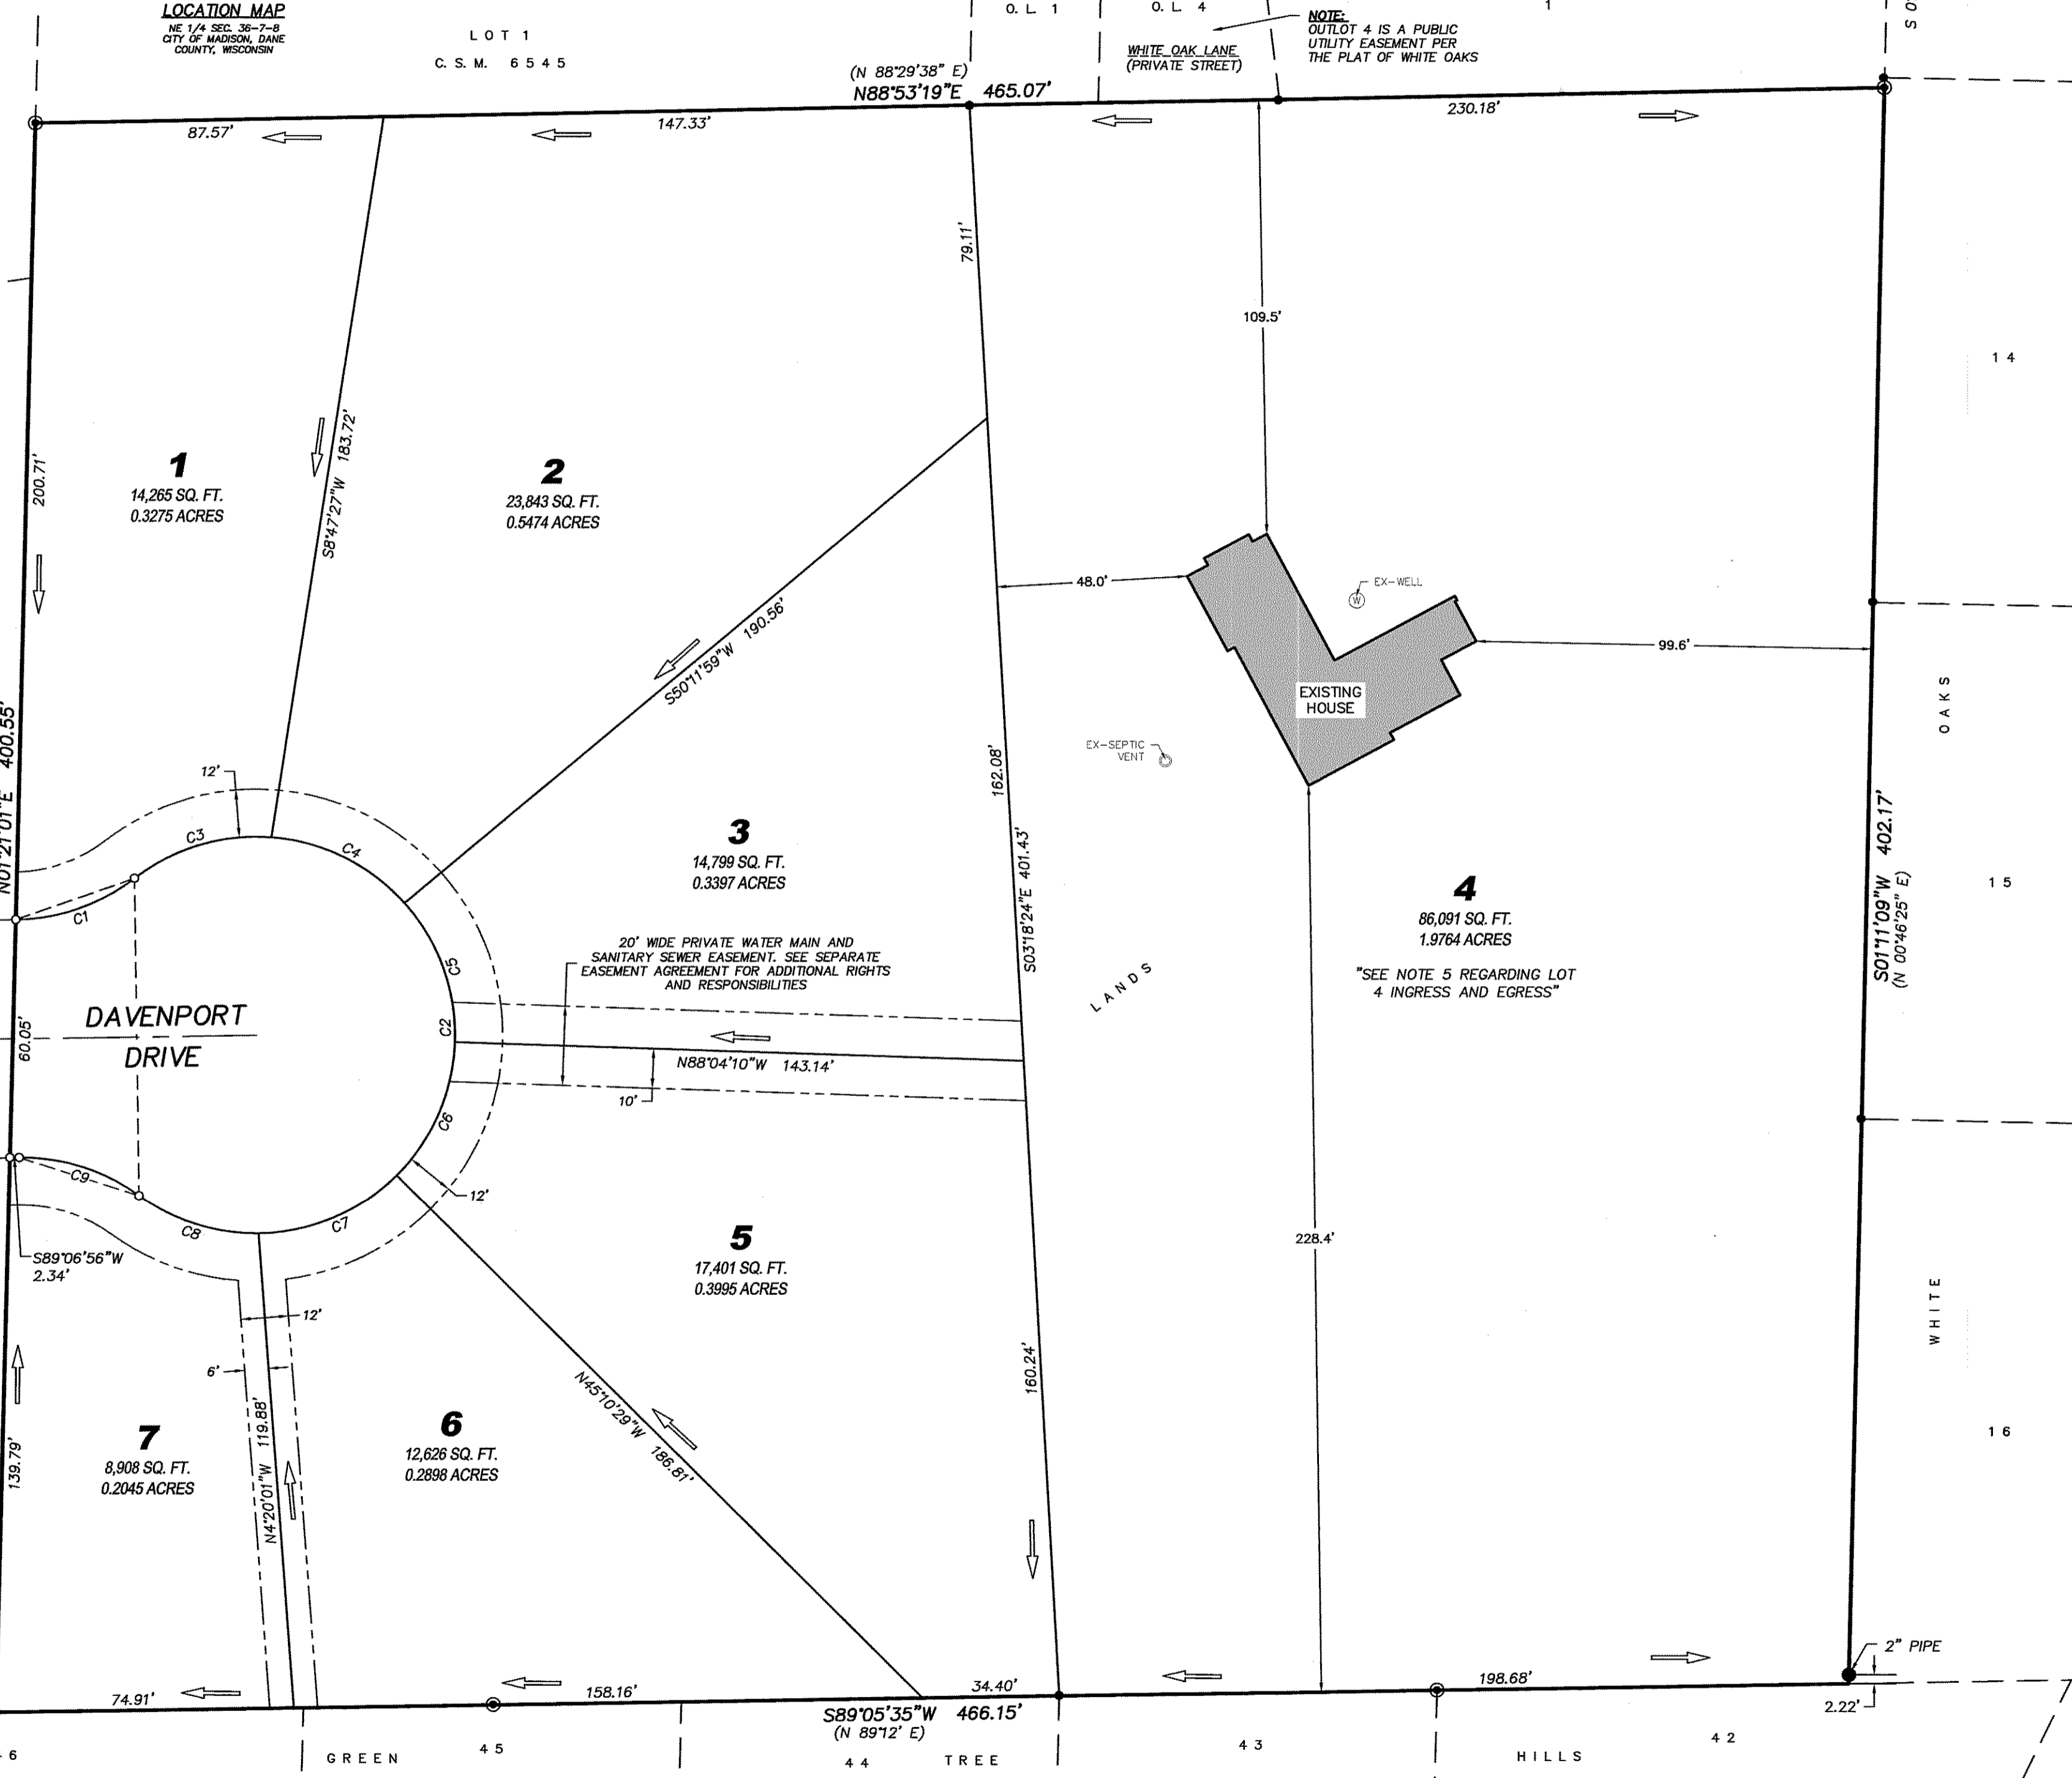 LOCATION MAP
NE 1/4 SEC. 36-7-8
CITY OF MADISON, DANE
COUNTY, WISCONSIN
LOT 1
C. S. M. 6545
O. L. 1
O. L. 4
WHITE OAK LANE
(PRIVATE STREET)
NOTE:
OUTLOT 4 IS A PUBLIC
UTILITY EASEMENT PER
THE PLAT OF WHITE OAKS
1
(N 88°29'38" E)
N88°53'19"E 465.07'
87.57'
147.33'
230.18'
79.11'
109.5'
14
200.71'
1
14,265 SQ. FT.
0.3275 ACRES
S8°47'27"W 183.72'
2
23,843 SQ. FT.
0.5474 ACRES
48.0'
W
EX-WELL
99.6'
S50°11'59"W 190.56'
EXISTING
HOUSE
EX-SEPTIC
VENT
OAKS
N01°21'01"E 400.55'
12'
162.08'
C3
C4
3
14,799 SQ. FT.
0.3397 ACRES
S03°18'24"E 401.43'
4
86,091 SQ. FT.
1.9764 ACRES
"SEE NOTE 5 REGARDING LOT
4 INGRESS AND EGRESS"
S01°11'09"W 402.17'
(N 00°46'25" E)
15
C1
C5
20' WIDE PRIVATE WATER MAIN AND
SANITARY SEWER EASEMENT. SEE SEPARATE
EASEMENT AGREEMENT FOR ADDITIONAL RIGHTS
AND RESPONSIBILITIES
LANDS
DAVENPORT
DRIVE
60.05'
C2
N88°04'10"W 143.14'
10'
C6
C9
12'
C8
C7
S89°06'56"W
2.34'
5
17,401 SQ. FT.
0.3995 ACRES
228.4'
WHITE
12'
6'
160.24'
N45°10'29"W 186.81'
139.79'
7
8,908 SQ. FT.
0.2045 ACRES
N4°20'01"W 119.88'
6
12,626 SQ. FT.
0.2898 ACRES
16
2" PIPE
74.91'
158.16'
34.40'
198.68'
2.22'
S89°05'35"W 466.15'
(N 89°12' E)
6
GREEN
45
44
TREE
43
HILLS
42